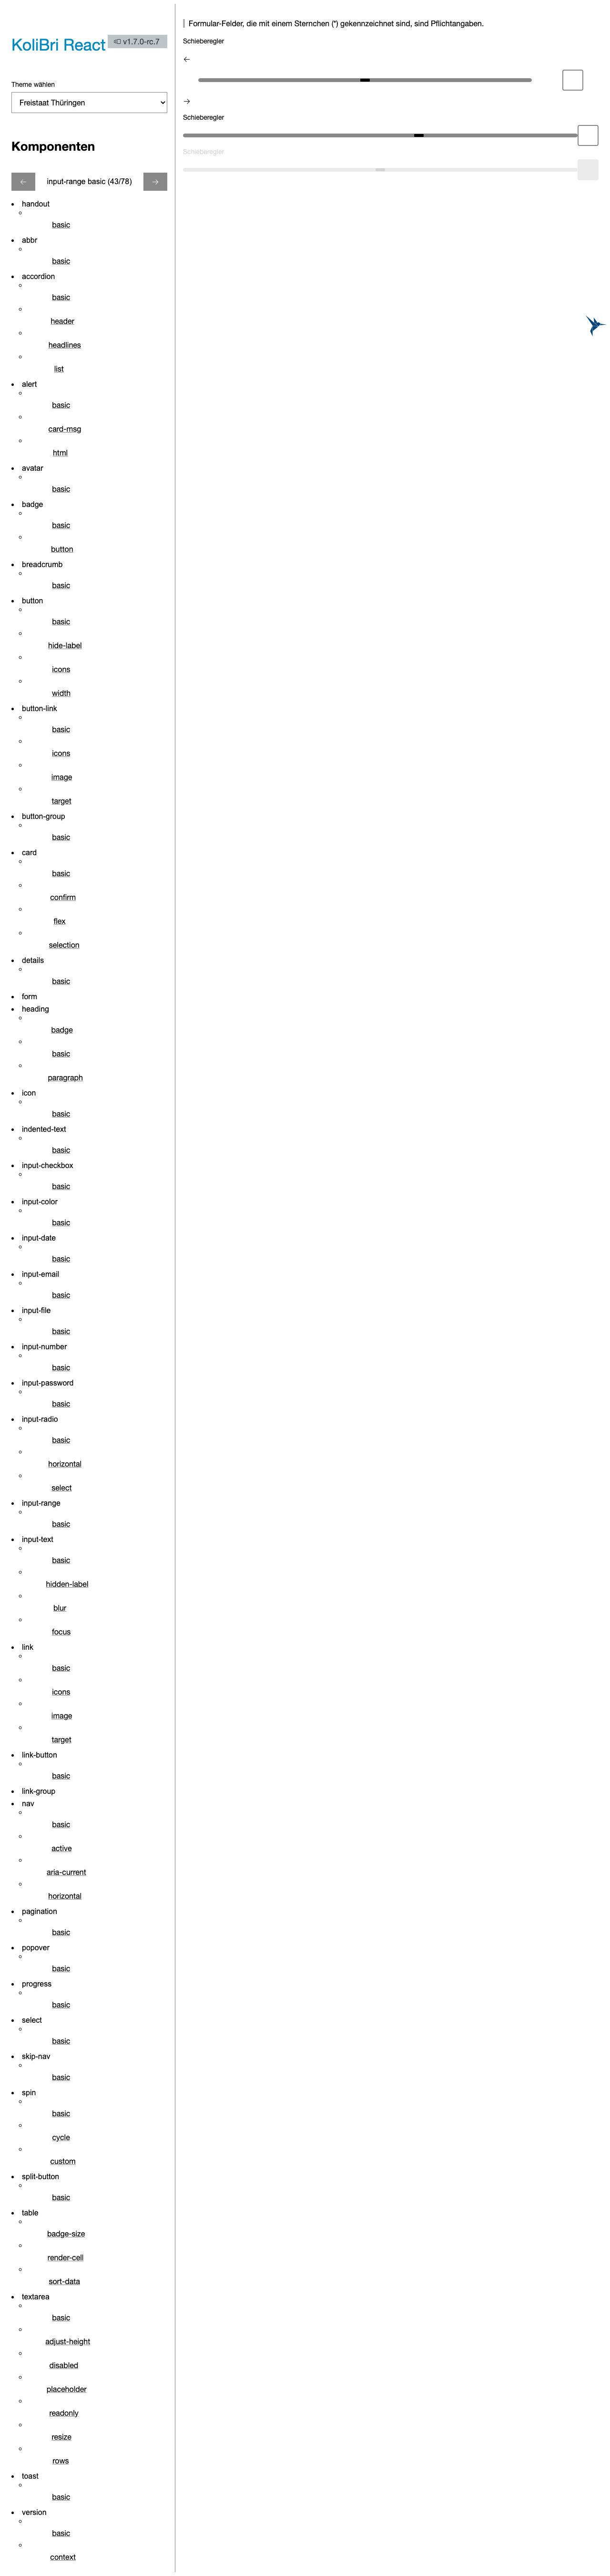 KoliBri React v1.7.0-rc.7
Theme wählen
Freistaat Thüringen
Komponenten
← input-range basic (43/78) →
handout
basic
abbr
basic
accordion
basic
header
headlines
list
alert
basic
card-msg
html
avatar
basic
badge
basic
button
breadcrumb
basic
button
basic
hide-label
icons
width
button-link
basic
icons
image
target
button-group
basic
card
basic
confirm
flex
selection
details
basic
form
heading
badge
basic
paragraph
icon
basic
indented-text
basic
input-checkbox
basic
input-color
basic
input-date
basic
input-email
basic
input-file
basic
input-number
basic
input-password
basic
input-radio
basic
horizontal
select
input-range
basic
input-text
basic
hidden-label
blur
focus
link
basic
icons
image
target
link-button
basic
link-group
nav
basic
active
aria-current
horizontal
pagination
basic
popover
basic
progress
basic
select
basic
skip-nav
basic
spin
basic
cycle
custom
split-button
basic
table
badge-size
render-cell
sort-data
textarea
basic
adjust-height
disabled
placeholder
readonly
resize
rows
toast
basic
version
basic
context
Formular-Felder, die mit einem Sternchen (*) gekennzeichnet sind, sind Pflichtangaben.
Schieberegler
←
→
Schieberegler
Schieberegler